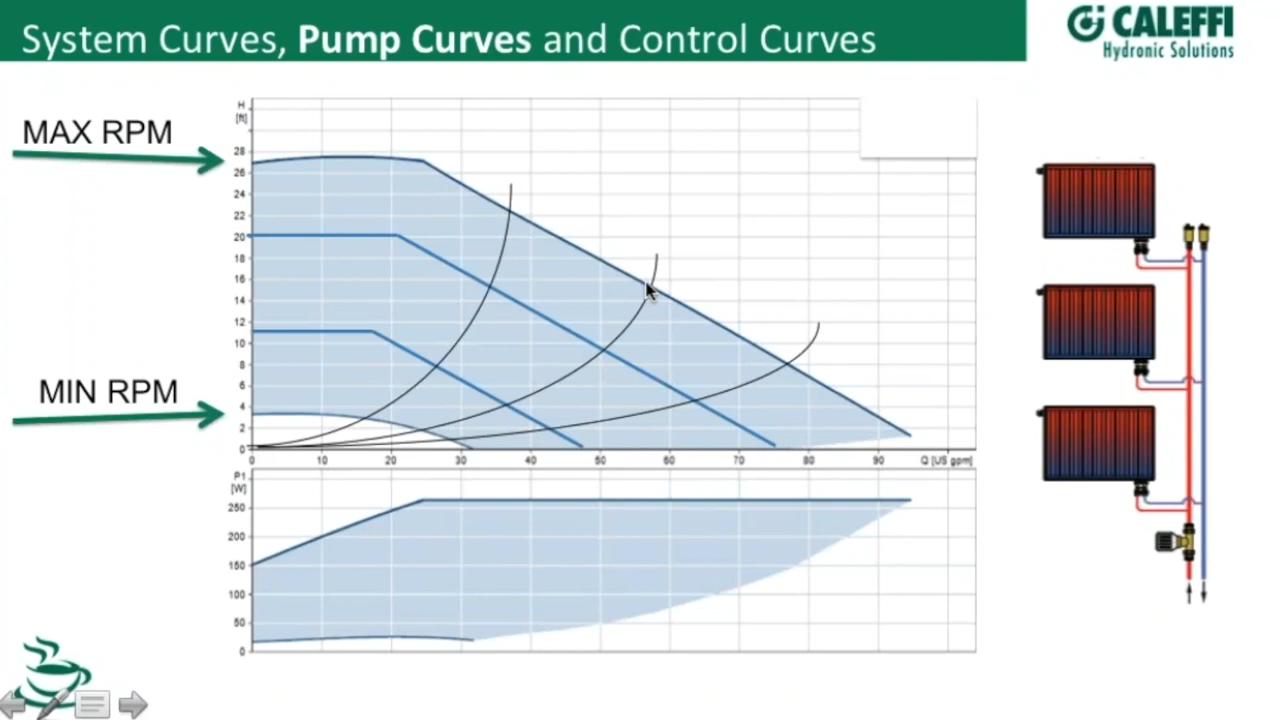 System Curves, Pump Curves and Control Curves
CALEFFI
Hydronic Solutions
MAX RPM
MIN RPM
H
[ft]
28
26
24
22
20
18
16
14
12
10
8
6
4
2
0
0 10 20 30 40 50 60 70 80 90 Q [US gpm]
P1
[W]
250
200
150
100
50
0